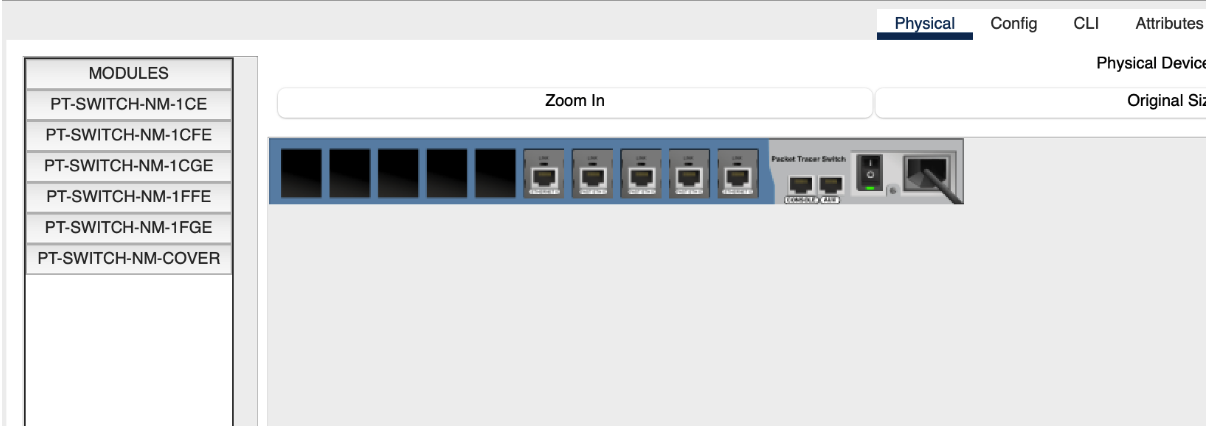 Physical Config CLI Attributes
MODULES
PT-SWITCH-NM-1CE
PT-SWITCH-NM-1CFE
PT-SWITCH-NM-1CGE
PT-SWITCH-NM-1FFE
PT-SWITCH-NM-1FGE
PT-SWITCH-NM-COVER
Physical Device
Zoom In
Original Siz
Packet Tracer Switch
CONSOLE AUX